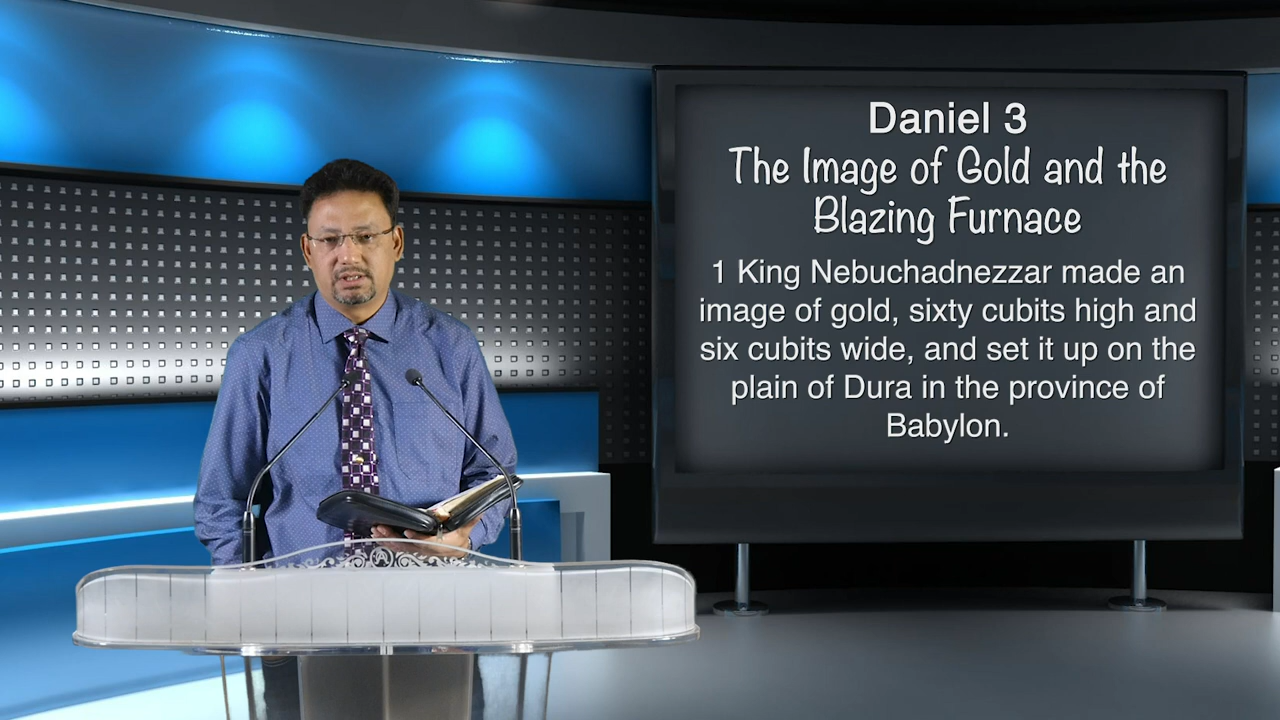 Daniel 3
The Image of Gold and the
Blazing Furnace
1 King Nebuchadnezzar made an
image of gold, sixty cubits high and
six cubits wide, and set it up on the
plain of Dura in the province of
Babylon.